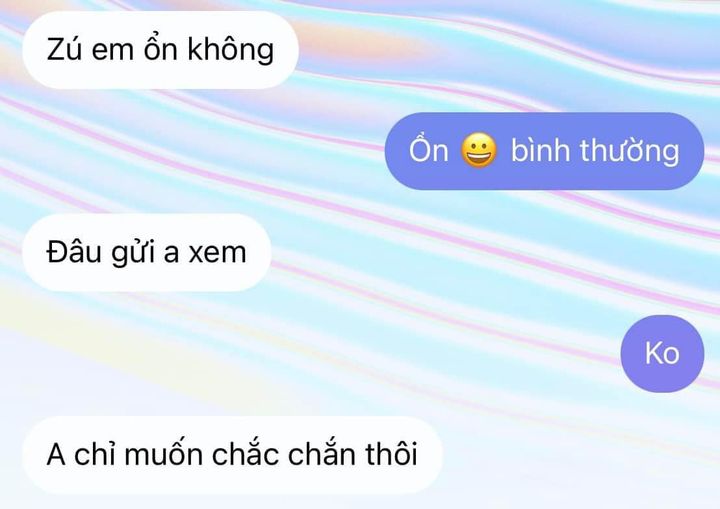 Zú em ổn không
Ổn 😀 bình thường
Đâu gửi a xem
Ko
A chỉ muốn chắc chắn thôi